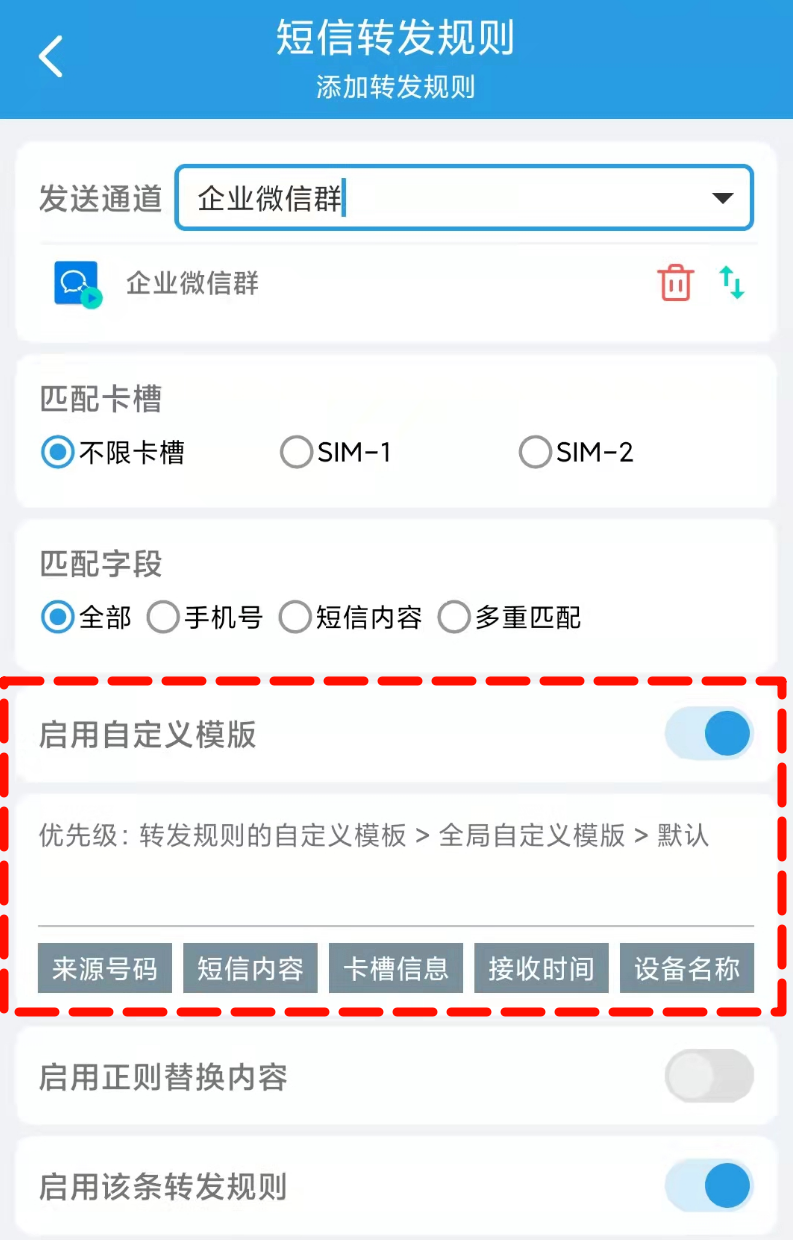 短信转发规则
添加转发规则
发送通道 企业微信群
企业微信群
匹配卡槽
不限卡槽 SIM-1 SIM-2
匹配字段
全部 手机号 短信内容 多重匹配
启用自定义模版
优先级: 转发规则的自定义模板 > 全局自定义模版 > 默认
来源号码 短信内容 卡槽信息 接收时间 设备名称
启用正则替换内容
启用该条转发规则